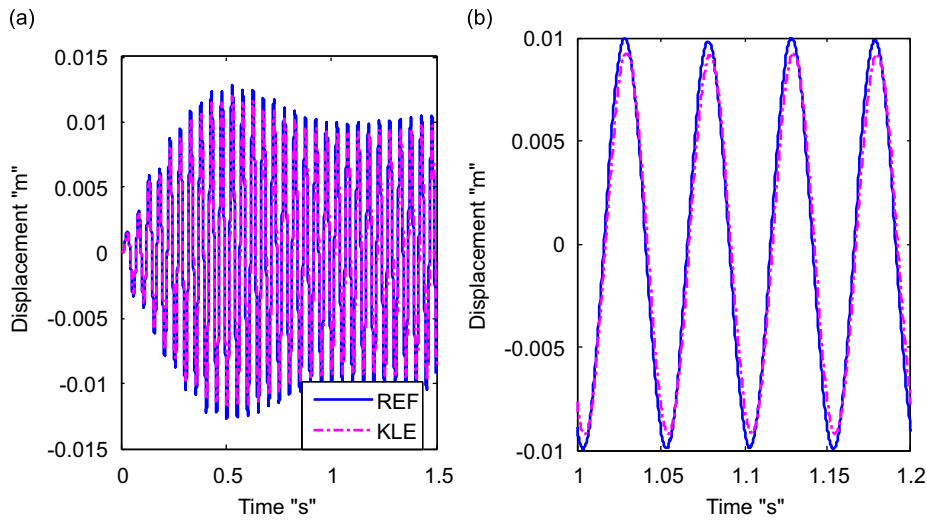 (a)
0.015
0.01
0.005
0
-0.005
-0.01
-0.015
Displacement "m"
0
0.5
1
1.5
Time "s"
REF
KLE
(b)
0.01
0.005
0
-0.005
-0.01
Displacement "m"
1
1.05
1.1
1.15
1.2
Time "s"